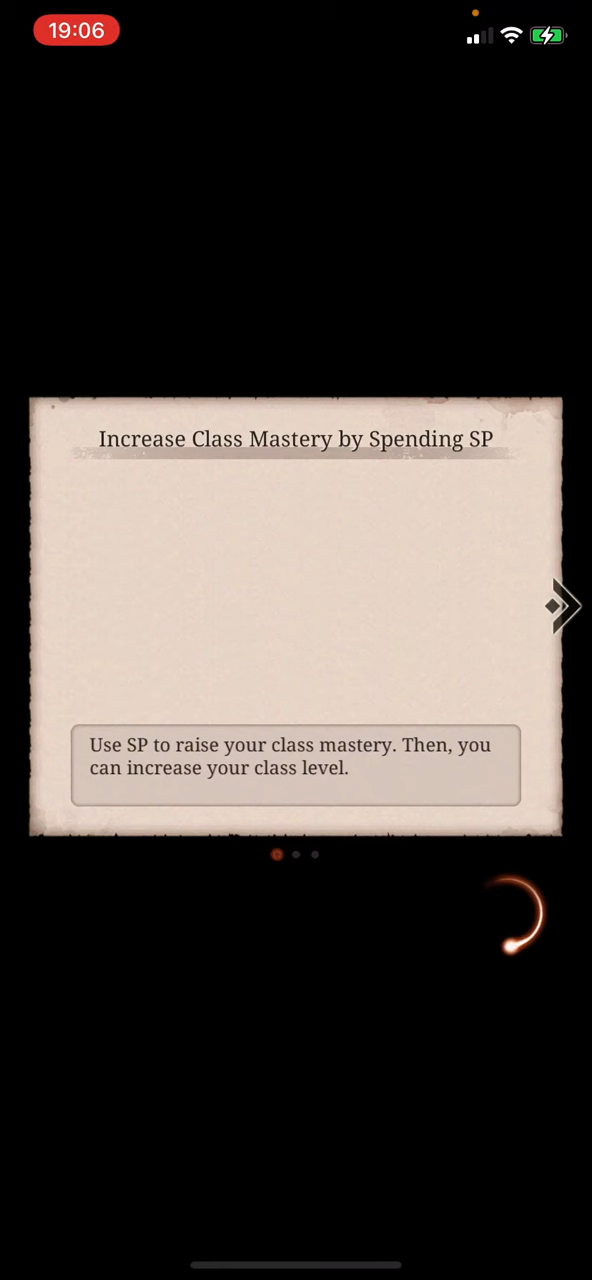 19:06
Increase Class Mastery by Spending SP
Use SP to raise your class mastery. Then, you
can increase your class level.